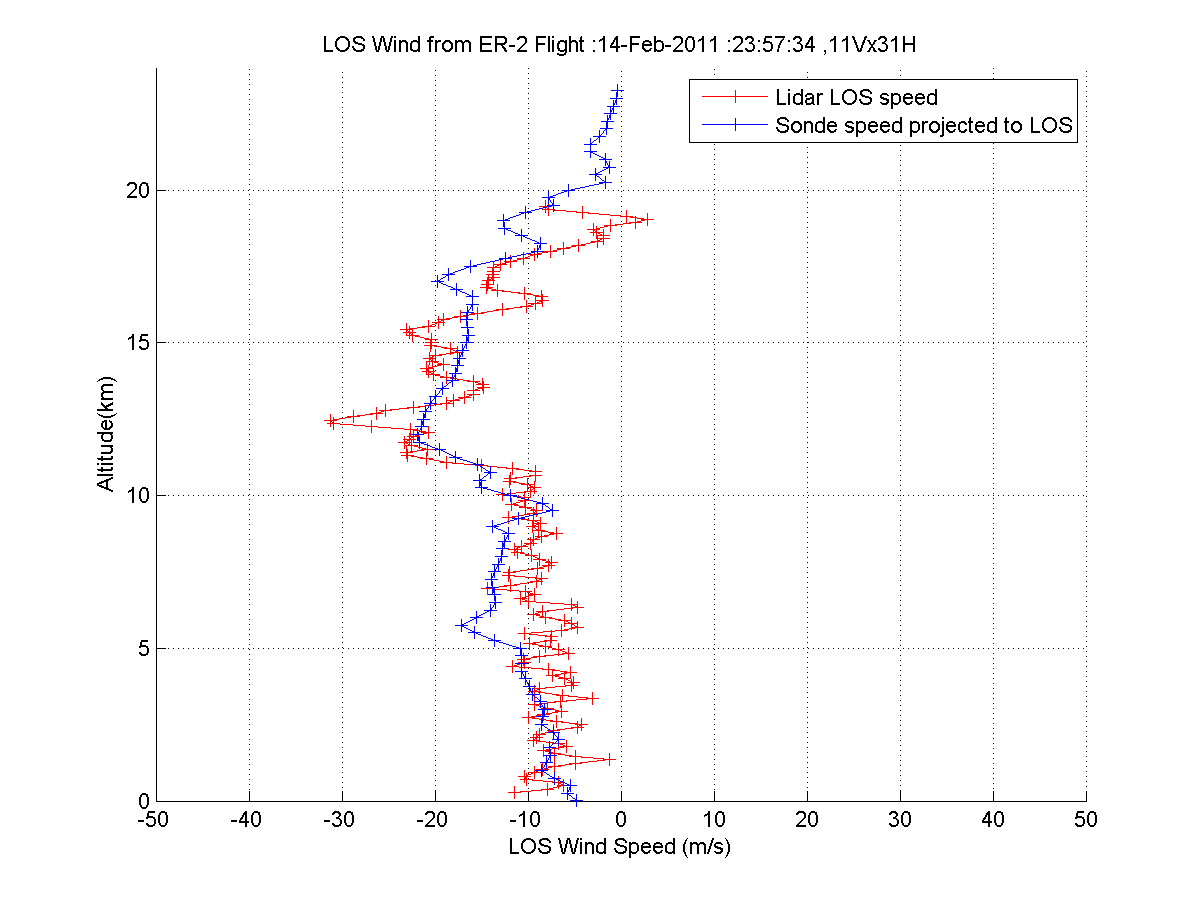 LOS Wind from ER-2 Flight :14-Feb-2011 :23:57:34 ,11Vx31H
Lidar LOS speed
Sonde speed projected to LOS
Altitude(km)
20
15
10
5
0
-50 -40 -30 -20 -10 0 10 20 30 40 50
LOS Wind Speed (m/s)